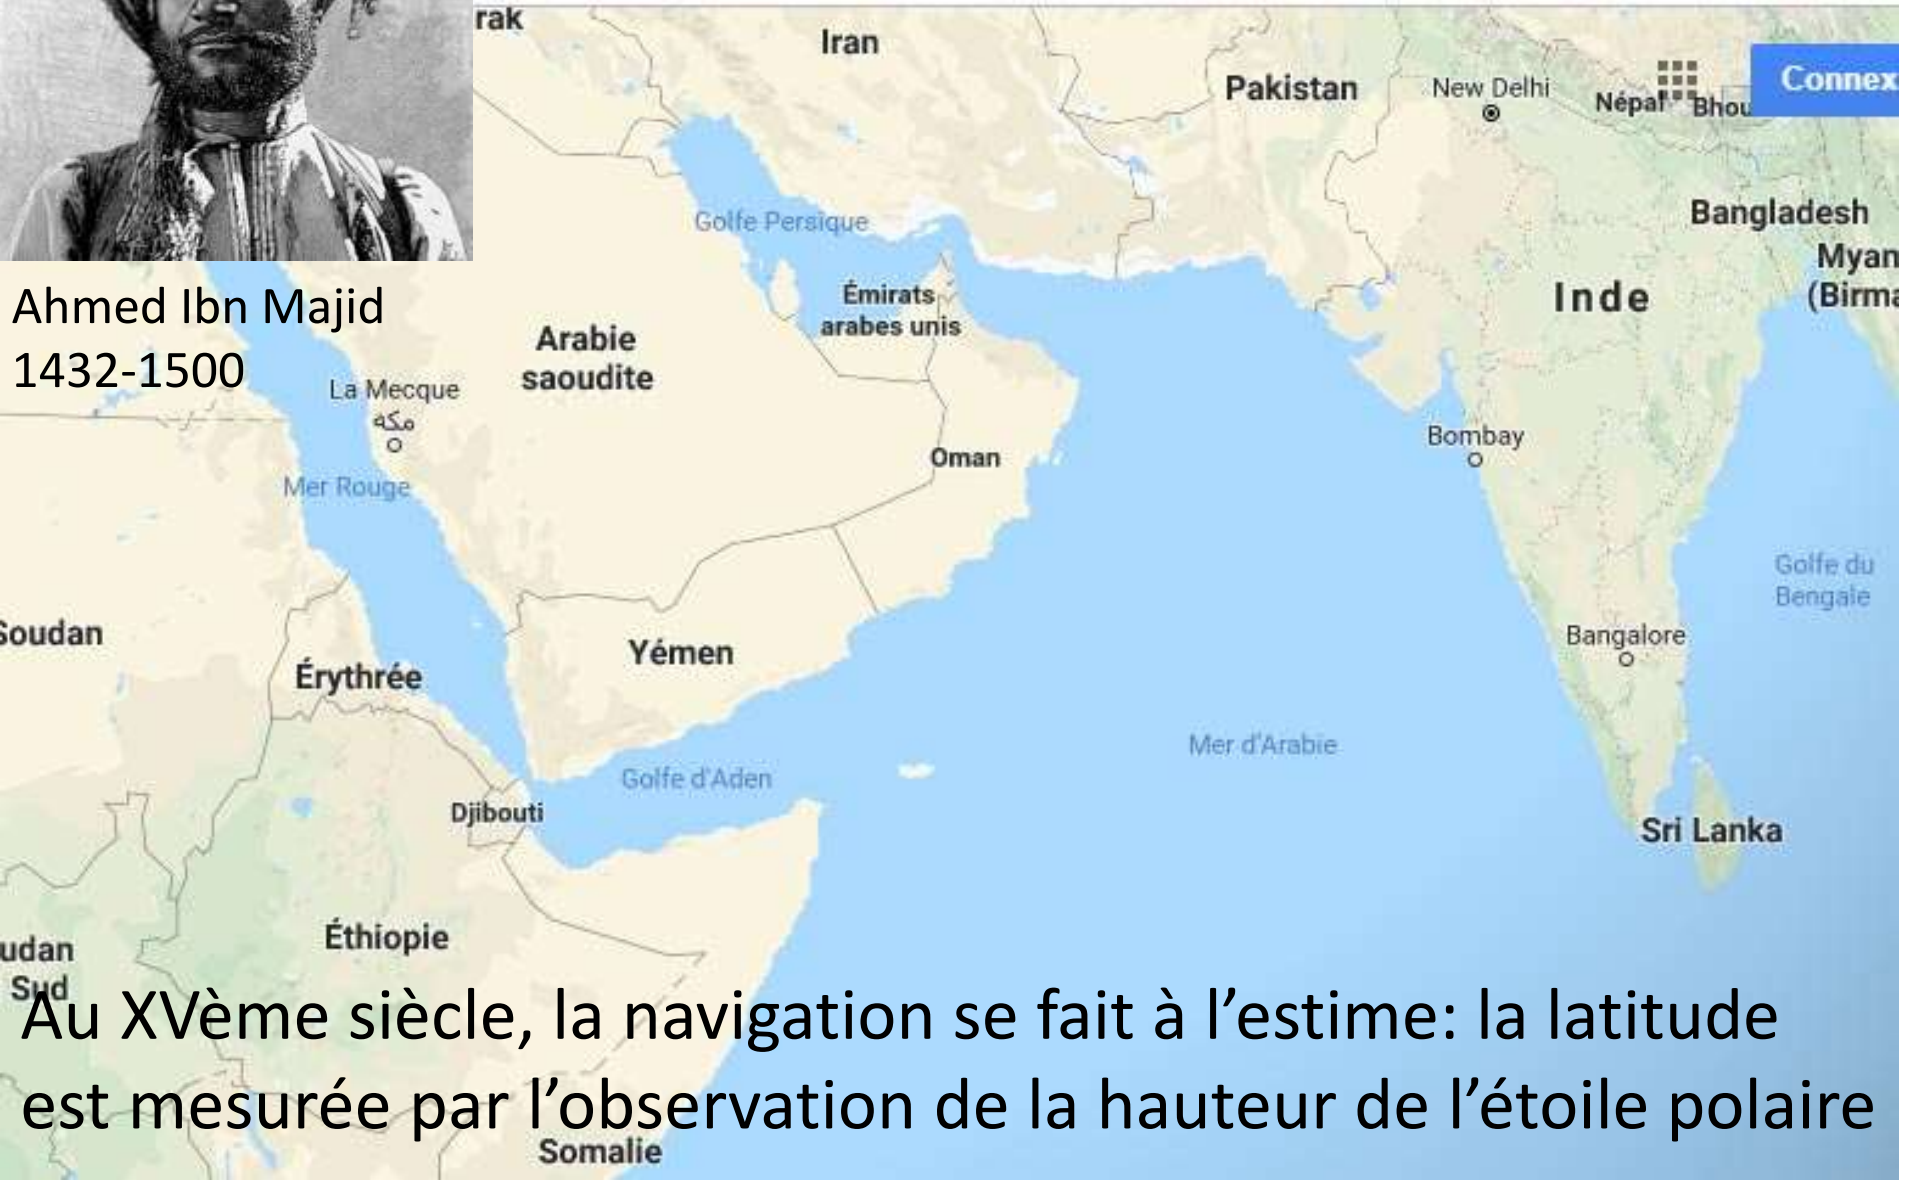 rak
Iran
Pakistan
New Delhi
Népal
Bhou
Connex
Golfe Persique
Bangladesh
Myan
(Birma
Émirats
arabes unis
Inde
Ahmed Ibn Majid
1432-1500
Arabie
saoudite
La Mecque
مكة
Bombay
Oman
Mer Rouge
Golfe du
Bengale
Soudan
Yémen
Bangalore
Érythrée
Mer d'Arabie
Golfe d'Aden
Djibouti
Sri Lanka
Éthiopie
udan
Sud
Au XVème siècle, la navigation se fait à l’estime: la latitude
est mesurée par l’observation de la hauteur de l’étoile polaire
Somalie